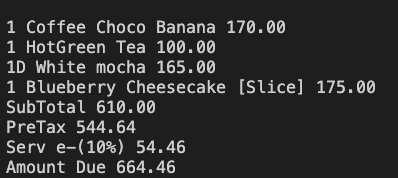 1 Coffee Choco Banana 170.00
1 HotGreen Tea 100.00
1D White mocha 165.00
1 Blueberry Cheesecake [Slice] 175.00
SubTotal 610.00
PreTax 544.64
Serv e-(10%) 54.46
Amount Due 664.46